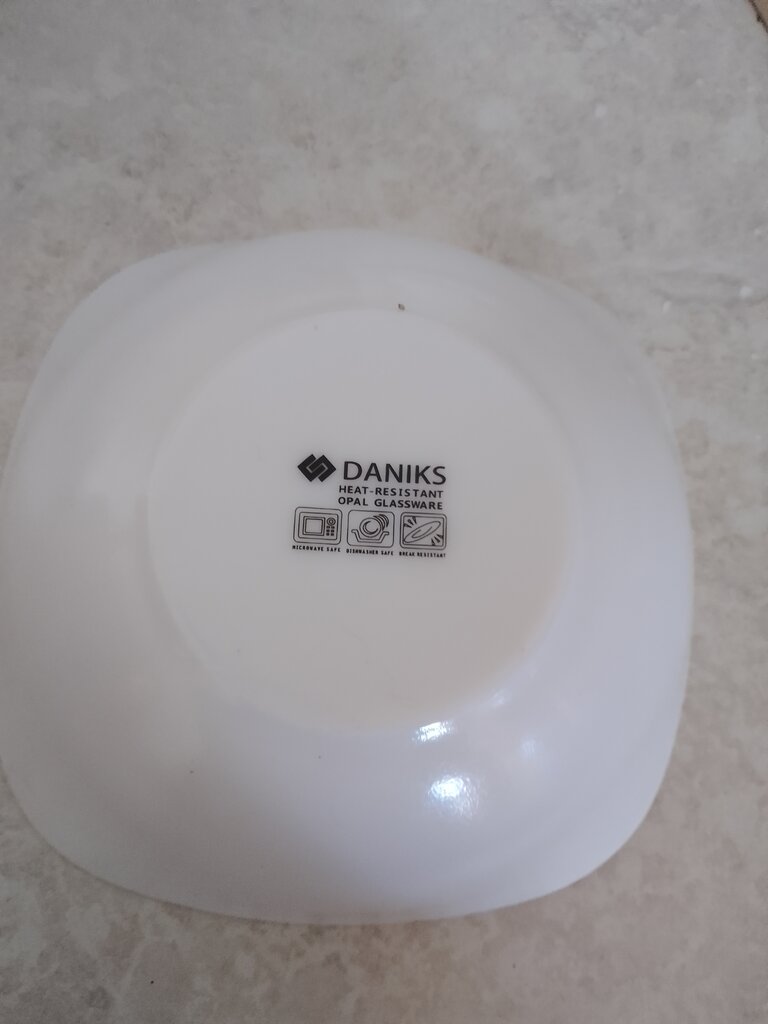 DANIKS
HEAT-RESISTANT
OPAL GLASSWARE
MICROWAVE SAFE DISHWASHER SAFE BREAK RESISTANT